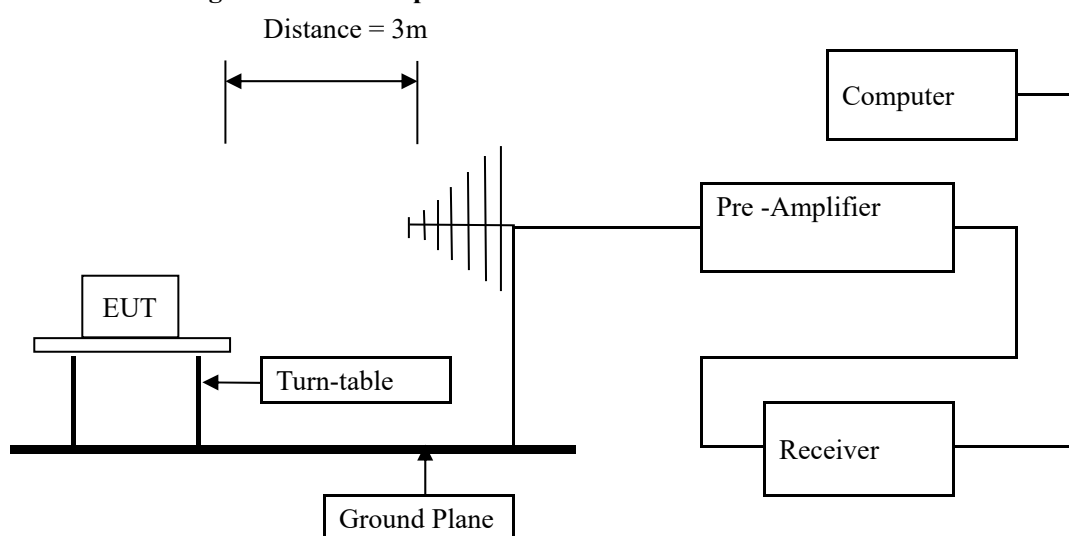 Distance = 3m
Computer
Pre -Amplifier
EUT
Turn-table
Receiver
Ground Plane